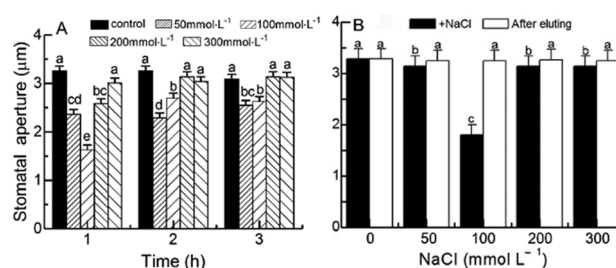 A
control 50mmol·L⁻¹ 100mmol·L⁻¹
200mmol·L⁻¹ 300mmol·L⁻¹
Stomatal aperture (μm)
4
3
2
1
0
a cd e bc a
a d b a a
a bc b a a
1 2 3
Time (h)
B
+NaCl After eluting
4
3
2
1
0
a a b a c a b a b a
0 50 100 200 300
NaCl (mmol L⁻¹)